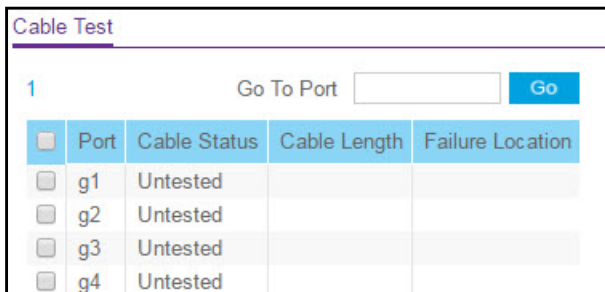 Cable Test
1 Go To Port Go
Port Cable Status Cable Length Failure Location
g1 Untested
g2 Untested
g3 Untested
g4 Untested